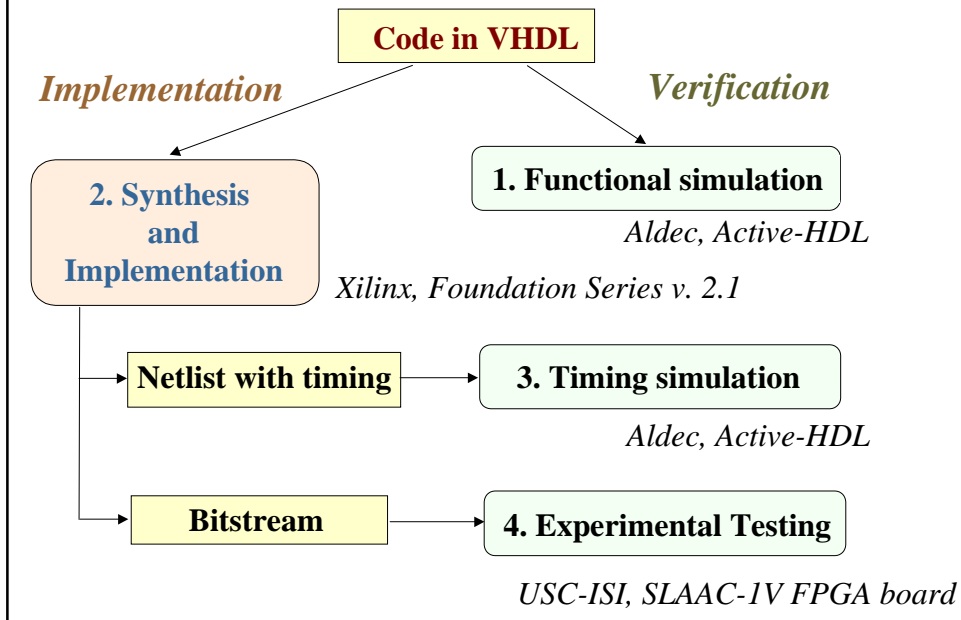 Code in VHDL
Implementation
Verification
2. Synthesis
and
Implementation
1. Functional simulation
Aldec, Active-HDL
Xilinx, Foundation Series v. 2.1
Netlist with timing
3. Timing simulation
Aldec, Active-HDL
Bitstream
4. Experimental Testing
USC-ISI, SLAAC-1V FPGA board